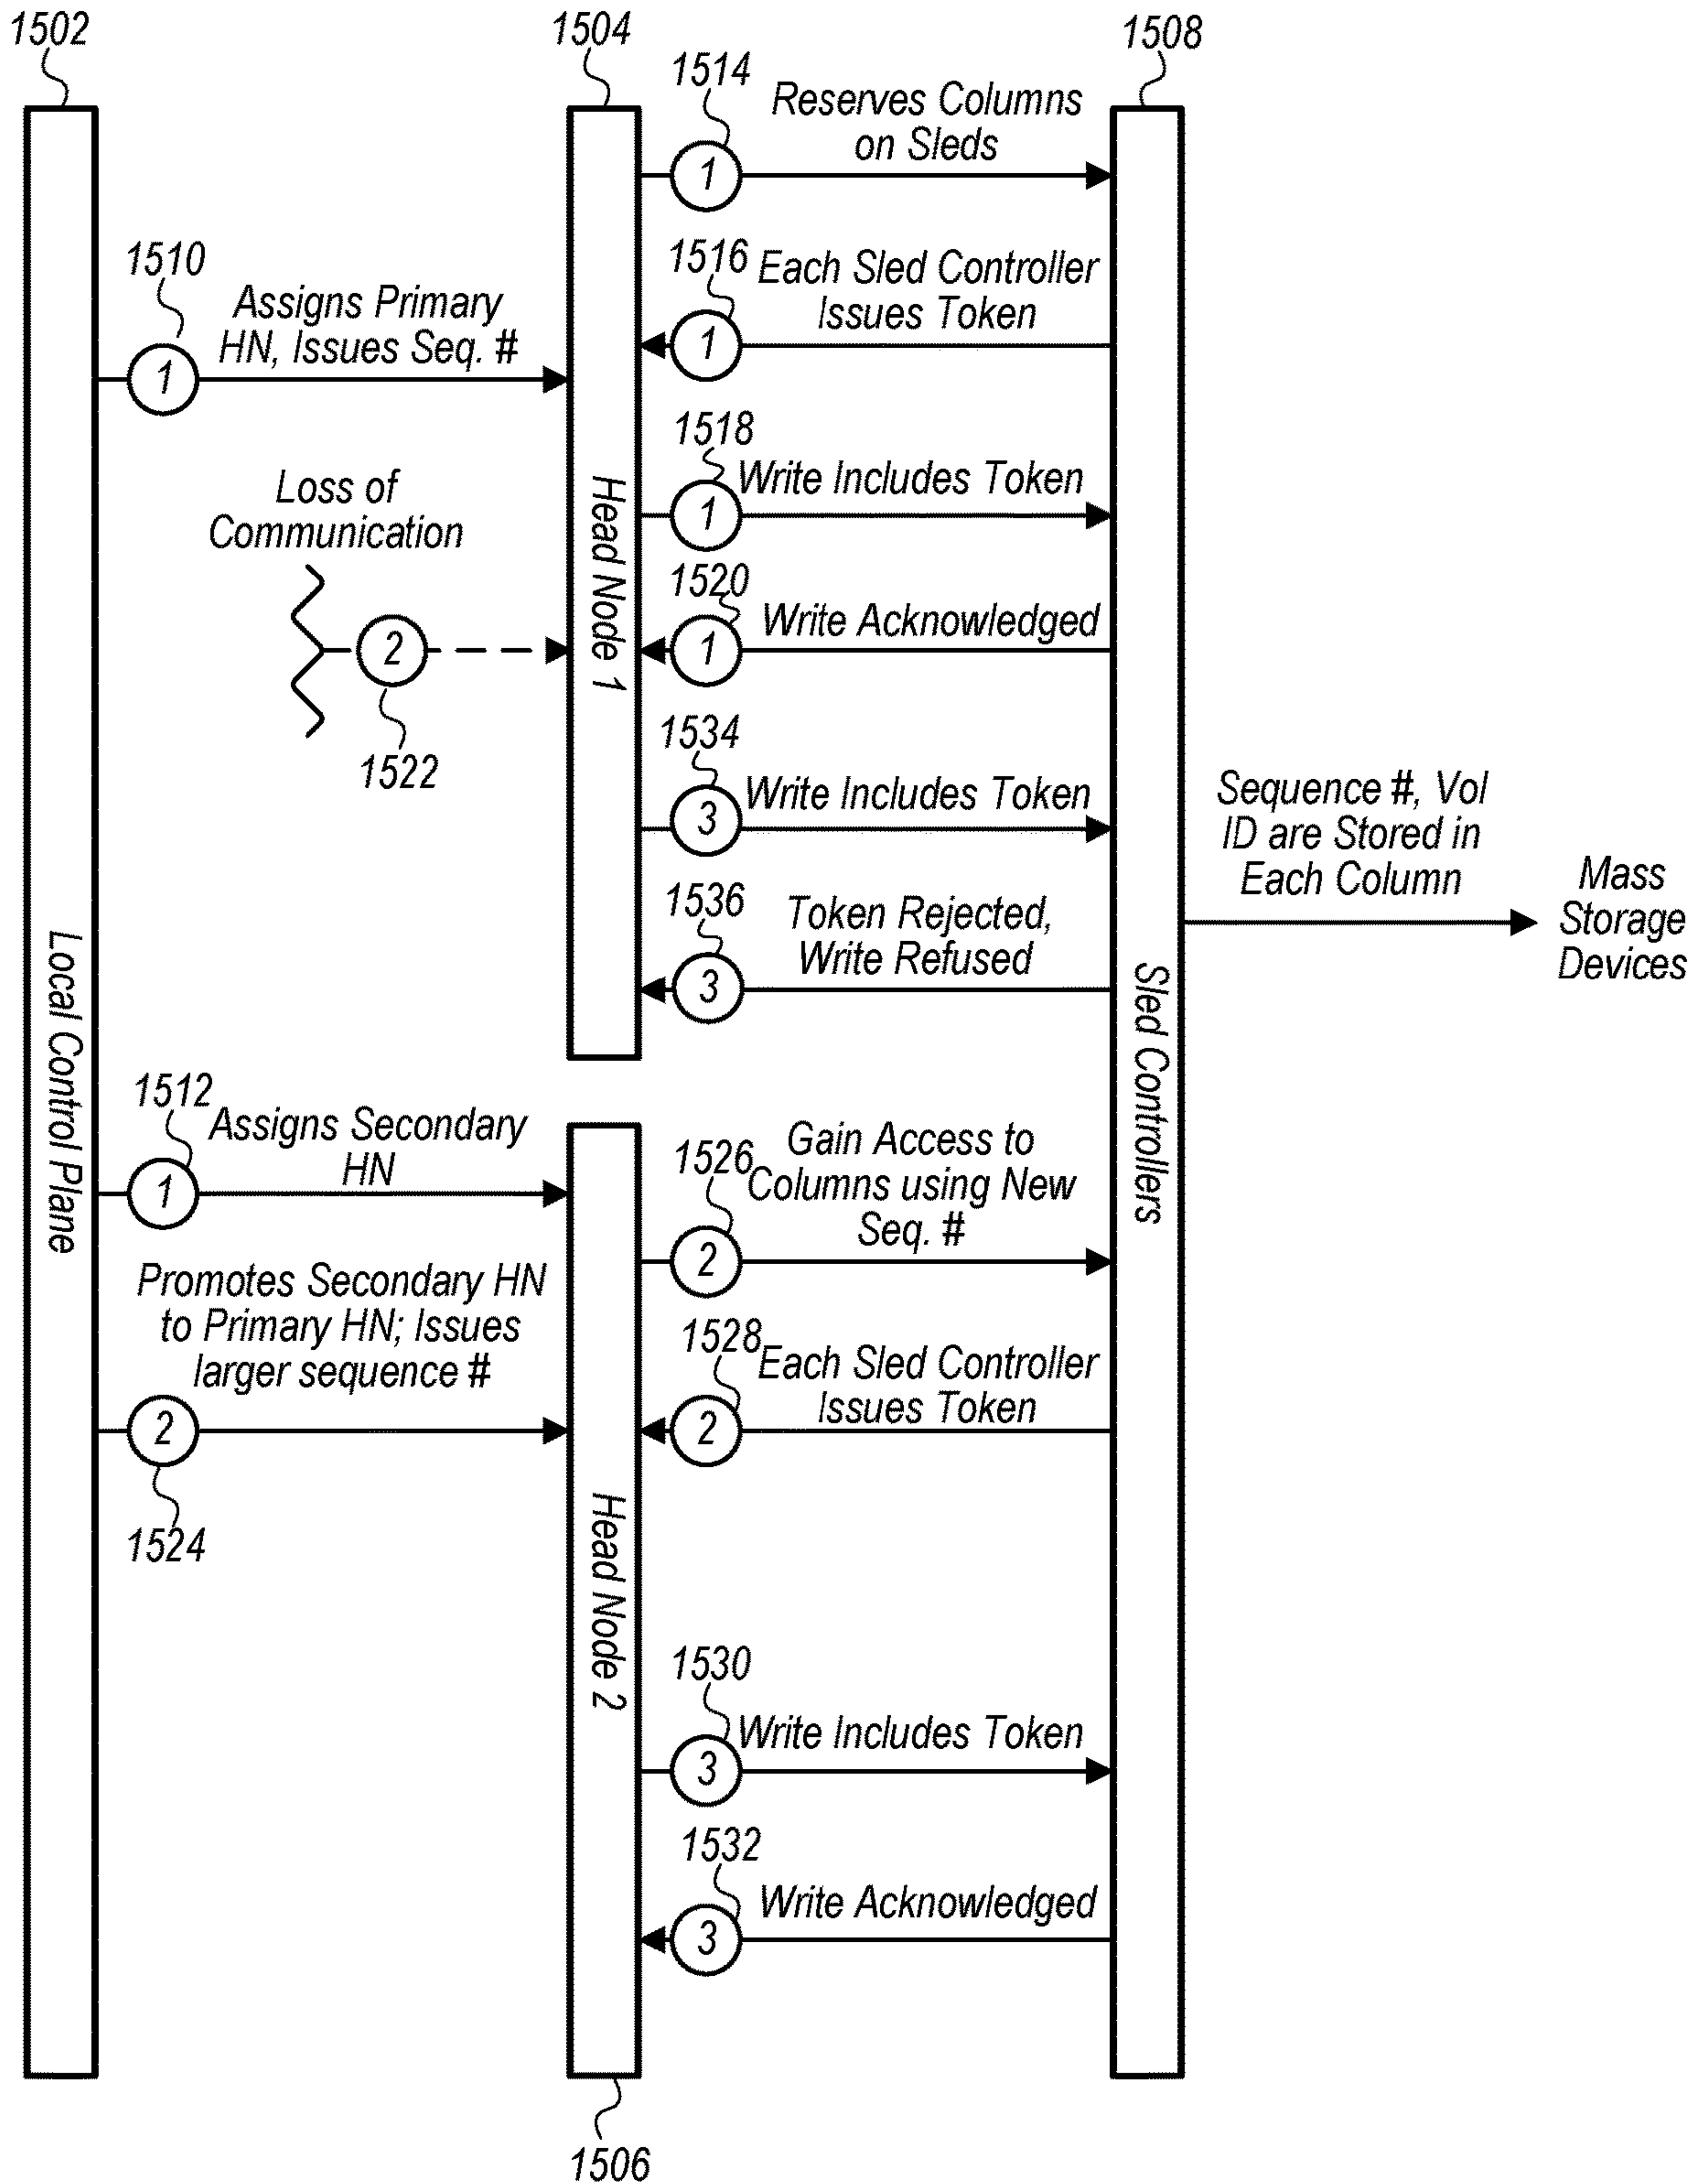 1502
1504
1508
1514
Reserves Columns
on Sleds
1
1510
Assigns Primary
HN, Issues Seq. #
1
1516
Each Sled Controller
Issues Token
1
1518
Write Includes Token
1
Loss of
Communication
2
1522
1520
Write Acknowledged
1
Head Node 1
1534
Write Includes Token
3
1536
Token Rejected,
Write Refused
3
Sequence #, Vol
ID are Stored in
Each Column
Mass
Storage
Devices
Local Control Plane
Sled Controllers
1512
Assigns Secondary
HN
1
1526
Gain Access to
Columns using New
Seq. #
2
Promotes Secondary HN
to Primary HN; Issues
larger sequence #
2
1524
1528
Each Sled Controller
Issues Token
2
Head Node 2
1530
Write Includes Token
3
1532
Write Acknowledged
3
1506